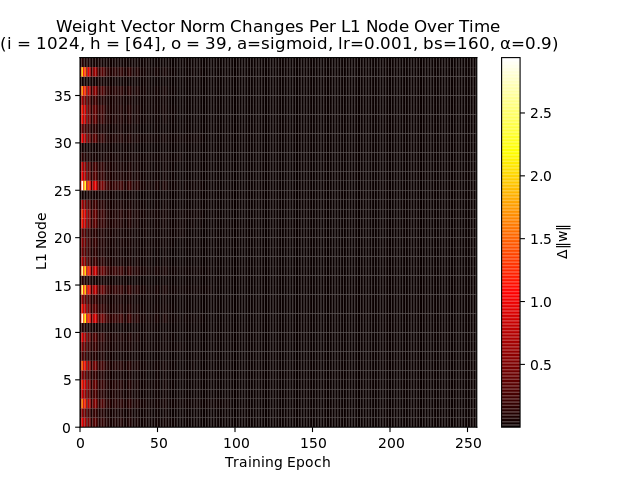 Weight Vector Norm Changes Per L1 Node Over Time
(i = 1024, h = [64], o = 39, a=sigmoid, lr=0.001, bs=160, α=0.9)
L1 Node
35
30
25
20
15
10
5
0
0 50 100 150 200 250
Training Epoch
2.5
2.0
1.5
1.0
0.5
Δ‖w‖